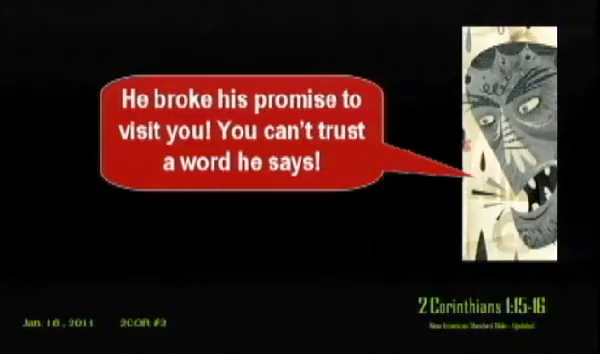 He broke his promise to
visit you! You can't trust
a word he says!
2 Corinthians 1:15-16
New American Standard Bible - Updated
Jan. 16, 2011 2COR #3